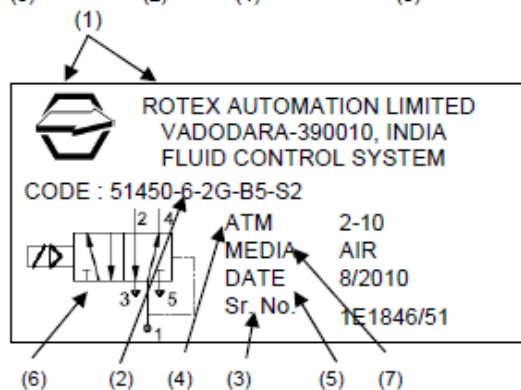 (1)
ROTEX AUTOMATION LIMITED
VADODARA-390010, INDIA
FLUID CONTROL SYSTEM
CODE : 51450-6-2G-B5-S2
2 4
ATM 2-10
MEDIA AIR
DATE 8/2010
3 5
Sr. No. 1E1846/51
1
(6) (2) (4) (3) (5) (7)